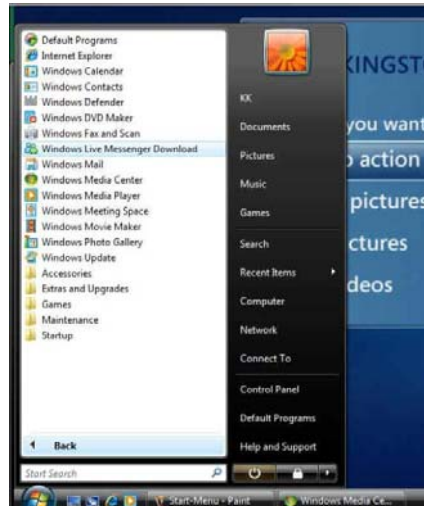 Default Programs
Internet Explorer
Windows Calendar
Windows Contacts
Windows Defender
Windows DVD Maker
Windows Fax and Scan
Windows Live Messenger Download
Windows Mail
Windows Media Center
Windows Media Player
Windows Meeting Space
Windows Movie Maker
Windows Photo Gallery
Windows Update
Accessories
Extras and Upgrades
Games
Maintenance
Startup
Back
Start Search
KK
Documents
Pictures
Music
Games
Search
Recent Items
Computer
Network
Connect To
Control Panel
Default Programs
Help and Support
KINGST
you want
action
pictures
ctures
deos
Start-Menu - Paint
Windows Media Ce...